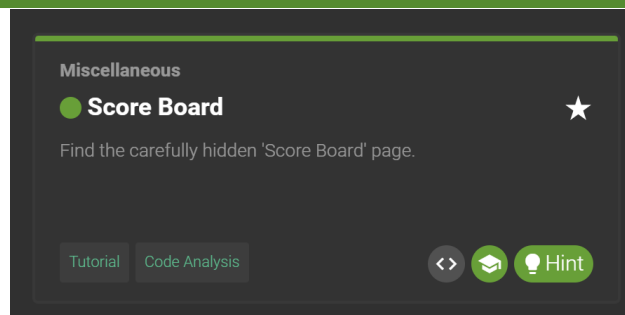 Miscellaneous
Score Board
Find the carefully hidden 'Score Board' page.
Tutorial Code Analysis <> Hint